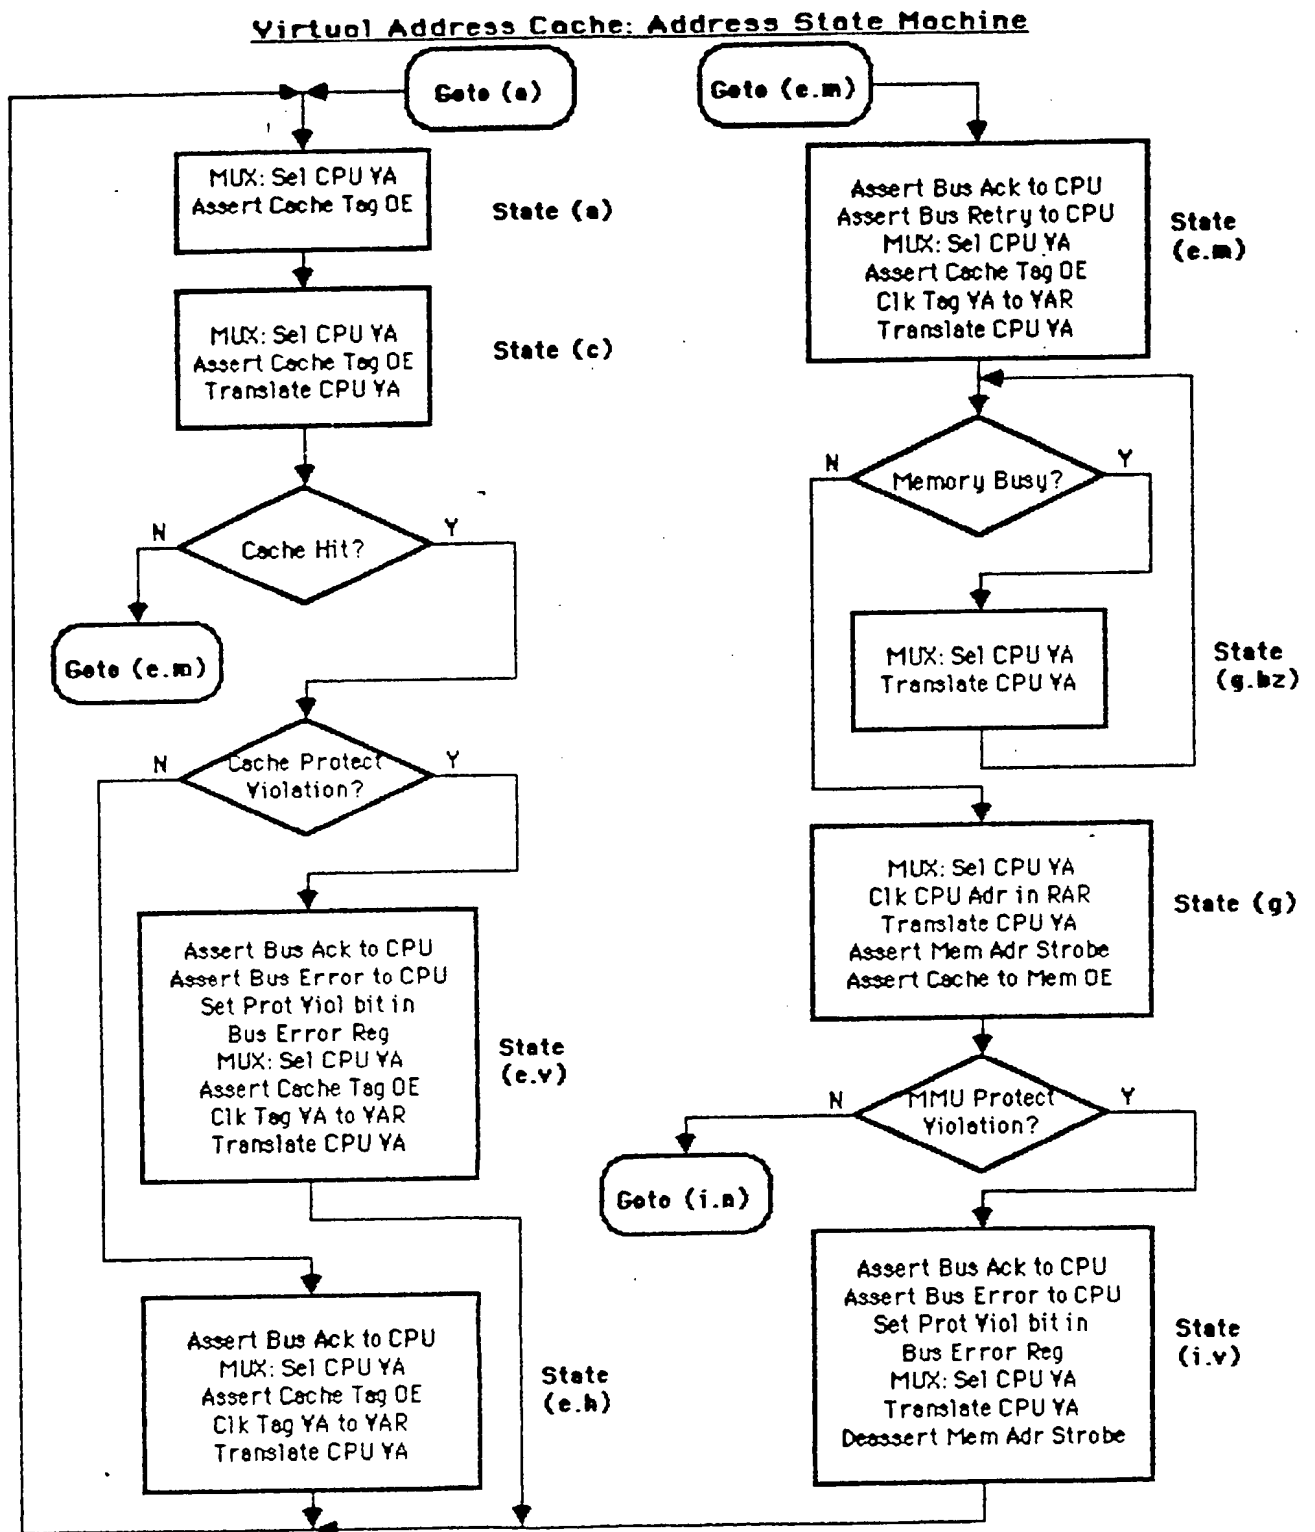 Virtual Address Cache: Address State Machine
Goto (a)
MUX: Sel CPU VA
Assert Cache Tag OE
State (a)
MUX: Sel CPU VA
Assert Cache Tag OE
Translate CPU VA
State (c)
N
Y
Cache Hit?
Goto (e.m)
N
Y
Cache Protect
Violation?
Assert Bus Ack to CPU
Assert Bus Error to CPU
Set Prot Viol bit in
Bus Error Reg
MUX: Sel CPU VA
Assert Cache Tag OE
Clk Tag VA to VAR
Translate CPU VA
State
(e.v)
Assert Bus Ack to CPU
MUX: Sel CPU VA
Assert Cache Tag OE
Clk Tag VA to VAR
Translate CPU VA
State
(e.h)
Goto (e.m)
Assert Bus Ack to CPU
Assert Bus Retry to CPU
MUX: Sel CPU VA
Assert Cache Tag OE
Clk Tag VA to VAR
Translate CPU VA
State
(e.m)
N
Y
Memory Busy?
MUX: Sel CPU VA
Translate CPU VA
State
(g.bz)
MUX: Sel CPU VA
Clk CPU Adr in RAR
Translate CPU VA
Assert Mem Adr Strobe
Assert Cache to Mem OE
State (g)
N
Y
MMU Protect
Violation?
Goto (i.n)
Assert Bus Ack to CPU
Assert Bus Error to CPU
Set Prot Viol bit in
Bus Error Reg
MUX: Sel CPU VA
Translate CPU VA
Deassert Mem Adr Strobe
State
(i.v)